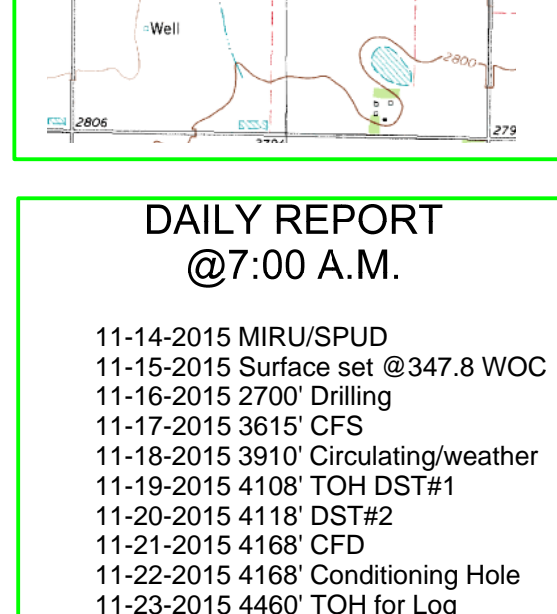 Well
2800
2806
279
DAILY REPORT
@7:00 A.M.
11-14-2015 MIRU/SPUD
11-15-2015 Surface set @347.8 WOC
11-16-2015 2700' Drilling
11-17-2015 3615' CFS
11-18-2015 3910' Circulating/weather
11-19-2015 4108' TOH DST#1
11-20-2015 4118' DST#2
11-21-2015 4168' CFD
11-22-2015 4168' Conditioning Hole
11-23-2015 4460' TOH for Log